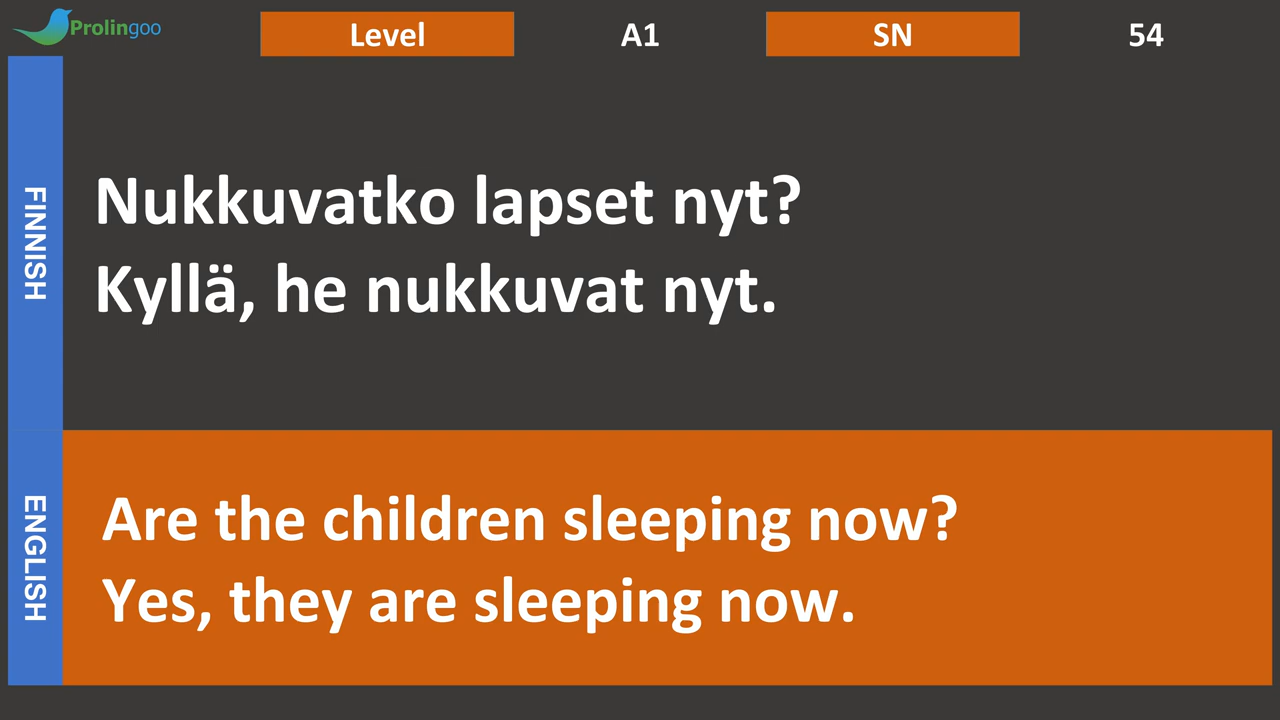 Prolingoo
Level A1 SN 54
FINNISH
Nukkuvatko lapset nyt?
Kyllä, he nukkuvat nyt.
ENGLISH
Are the children sleeping now?
Yes, they are sleeping now.